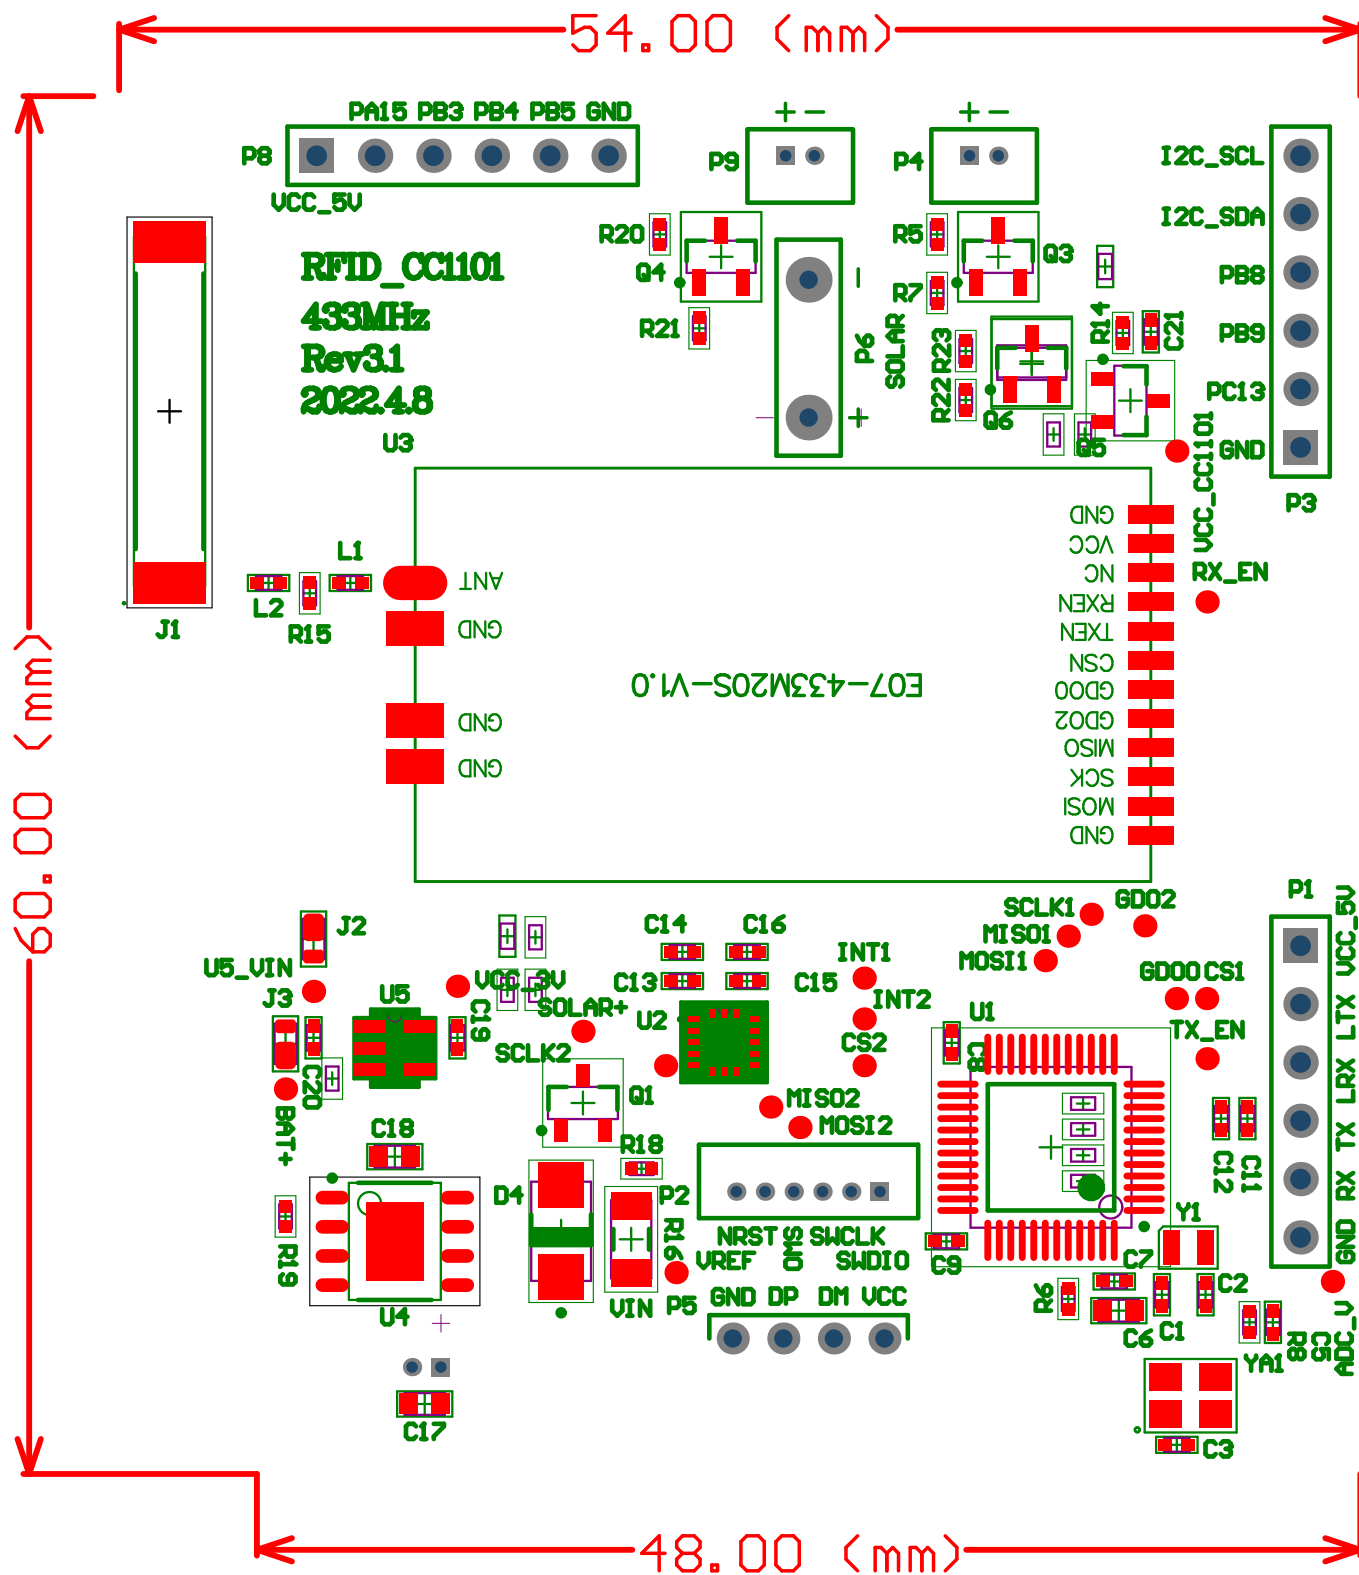 54.00 (mm)
PA15 PB3 PB4 PB5 GND
+ -
+ -
P8
P9
P4
I2C_SCL
VCC_5V
I2C_SDA
R20
R5
Q4
Q3
RFID_CC1101
PB8
R7
433MHz
R21
R14
C21
PB9
-
P6
SOLAR
R23
Rev3.1
2022.4.8
R22
PC13
+
Q6
U3
Q5
GND
VCC_CC1101
P3
GND
VCC
L1
NC
RX_EN
ANT
L2
RXEN
J1
R15
GND
TXEN
CSN
E07-433M20S-V1.0
GDO0
60.00 (mm)
GND
GDO2
MISO
GND
SCK
MOSI
GND
P1
GDO2
SCLK1
J2
C14
C16
MISO1
VCC_5V
U5_VIN
INT1
MOSI1
GDO0 CS1
VCC_3V
C13
C15
J3
U5
SOLAR+
INT2
LTX
C19
U2
U1
TX_EN
SCLK2
CS2
C8
LRX
C20
Q1
MISO2
BAT+
MOSI2
C18
TX
R18
C12
C11
D4
P2
RX
Y1
R19
R16
NRST
SWO
SWCLK
VREF
SWDIO
C9
C7
GND
C2
VIN
P5
GND DP DM VCC
R6
U4
C6
C1
YA1
R8
C5
ADC_V
C17
C3
48.00 (mm)